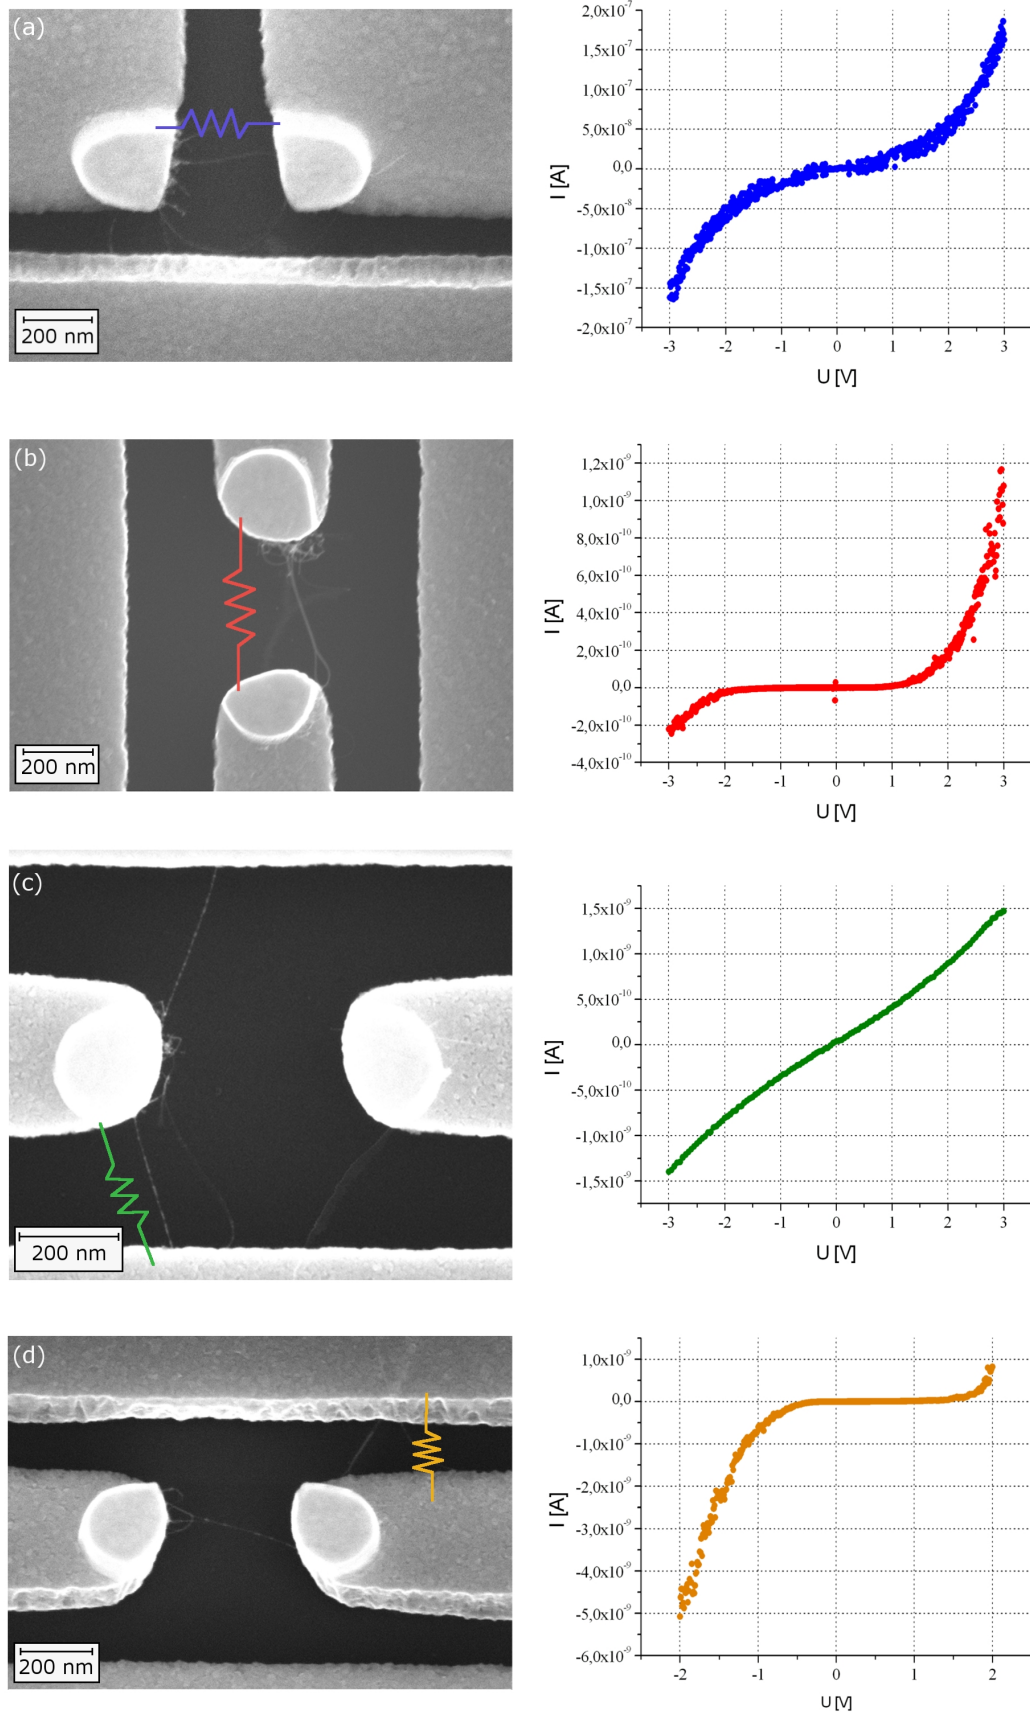 (a)
200 nm
2,0x10⁻⁷
1,5x10⁻⁷
1,0x10⁻⁷
5,0x10⁻⁸
0,0
-5,0x10⁻⁸
-1,0x10⁻⁷
-1,5x10⁻⁷
-2,0x10⁻⁷
I [A]
-3 -2 -1 0 1 2 3
U [V]
(b)
200 nm
1,2x10⁻⁹
1,0x10⁻⁹
8,0x10⁻¹⁰
6,0x10⁻¹⁰
4,0x10⁻¹⁰
2,0x10⁻¹⁰
0,0
-2,0x10⁻¹⁰
-4,0x10⁻¹⁰
I [A]
-3 -2 -1 0 1 2 3
U [V]
(c)
200 nm
1,5x10⁻⁹
1,0x10⁻⁹
5,0x10⁻¹⁰
0,0
-5,0x10⁻¹⁰
-1,0x10⁻⁹
-1,5x10⁻⁹
I [A]
-3 -2 -1 0 1 2 3
U [V]
(d)
200 nm
1,0x10⁻⁹
0,0
-1,0x10⁻⁹
-2,0x10⁻⁹
-3,0x10⁻⁹
-4,0x10⁻⁹
-5,0x10⁻⁹
-6,0x10⁻⁹
I [A]
-2 -1 0 1 2
U [V]